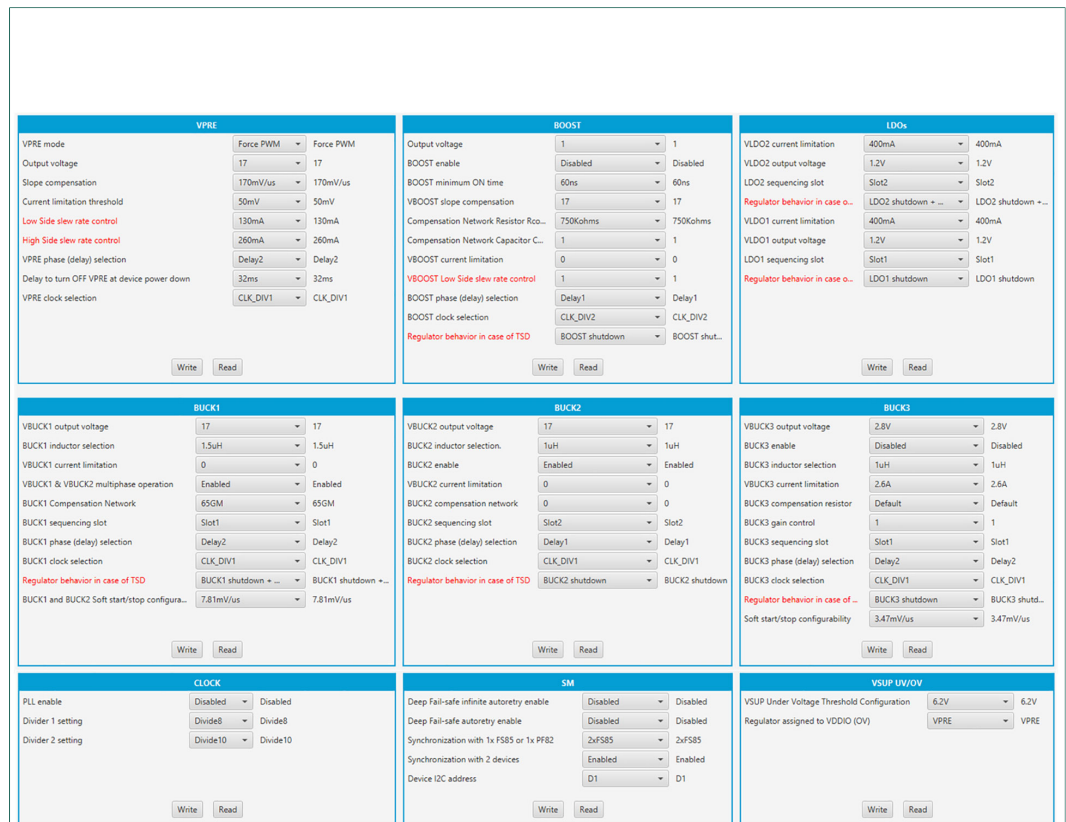 VPRE
VPRE mode Force PWM Force PWM
Output voltage 17 17
Slope compensation 170mV/us 170mV/us
Current limitation threshold 50mV 50mV
Low Side slew rate control 130mA 130mA
High Side slew rate control 260mA 260mA
VPRE phase (delay) selection Delay2 Delay2
Delay to turn OFF VPRE at device power down 32ms 32ms
VPRE clock selection CLK_DIV1 CLK_DIV1
Write Read
BOOST
Output voltage 1 1
BOOST enable Disabled Disabled
BOOST minimum ON time 60ns 60ns
VBOOST slope compensation 17 17
Compensation Network Resistor Rco... 750Kohms 750Kohms
Compensation Network Capacitor C... 1 1
VBOOST current limitation 0 0
VBOOST Low Side slew rate control 1 1
BOOST phase (delay) selection Delay1 Delay1
BOOST clock selection CLK_DIV2 CLK_DIV2
Regulator behavior in case of TSD BOOST shutdown BOOST shut...
Write Read
LDOs
VLDO2 current limitation 400mA 400mA
VLDO2 output voltage 1.2V 1.2V
LDO2 sequencing slot Slot2 Slot2
Regulator behavior in case o... LDO2 shutdown + ... LDO2 shutdown +...
VLDO1 current limitation 400mA 400mA
VLDO1 output voltage 1.2V 1.2V
LDO1 sequencing slot Slot1 Slot1
Regulator behavior in case o... LDO1 shutdown LDO1 shutdown
Write Read
BUCK1
VBUCK1 output voltage 17 17
BUCK1 inductor selection 1.5uH 1.5uH
VBUCK1 current limitation 0 0
VBUCK1 & VBUCK2 multiphase operation Enabled Enabled
BUCK1 Compensation Network 65GM 65GM
BUCK1 sequencing slot Slot1 Slot1
BUCK1 phase (delay) selection Delay2 Delay2
BUCK1 clock selection CLK_DIV1 CLK_DIV1
Regulator behavior in case of TSD BUCK1 shutdown + ... BUCK1 shutdown +...
BUCK1 and BUCK2 Soft start/stop configura... 7.81mV/us 7.81mV/us
Write Read
BUCK2
VBUCK2 output voltage 17 17
BUCK2 inductor selection. 1uH 1uH
BUCK2 enable Enabled Enabled
VBUCK2 current limitation 0 0
BUCK2 compensation network 0 0
BUCK2 sequencing slot Slot2 Slot2
BUCK2 phase (delay) selection Delay1 Delay1
BUCK2 clock selection CLK_DIV1 CLK_DIV1
Regulator behavior in case of TSD BUCK2 shutdown BUCK2 shutdown
Write Read
BUCK3
VBUCK3 output voltage 2.8V 2.8V
BUCK3 enable Disabled Disabled
BUCK3 inductor selection 1uH 1uH
VBUCK3 current limitation 2.6A 2.6A
BUCK3 compensation resistor Default Default
BUCK3 gain control 1 1
BUCK3 sequencing slot Slot1 Slot1
BUCK3 phase (delay) selection Delay2 Delay2
BUCK3 clock selection CLK_DIV1 CLK_DIV1
Regulator behavior in case of ... BUCK3 shutdown BUCK3 shutd...
Soft start/stop configurability 3.47mV/us 3.47mV/us
Write Read
CLOCK
PLL enable Disabled Disabled
Divider 1 setting Divide8 Divide8
Divider 2 setting Divide10 Divide10
Write Read
SM
Deep Fail-safe infinite autoretry enable Disabled Disabled
Deep Fail-safe autoretry enable Disabled Disabled
Synchronization with 1x FS85 or 1x PF82 2xFS85 2xFS85
Synchronization with 2 devices Enabled Enabled
Device I2C address D1 D1
Write Read
VSUP UV/OV
VSUP Under Voltage Threshold Configuration 6.2V 6.2V
Regulator assigned to VDDIO (OV) VPRE VPRE
Write Read